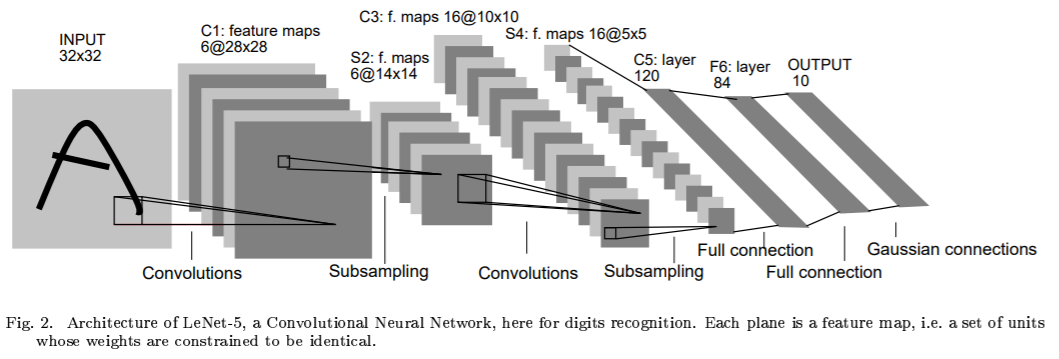 INPUT
32x32
C1: feature maps
6@28x28
S2: f. maps
6@14x14
C3: f. maps 16@10x10
S4: f. maps 16@5x5
C5: layer
120
F6: layer
84
OUTPUT
10
Convolutions
Subsampling
Convolutions
Subsampling
Full connection
Full connection
Gaussian connections
Fig. 2. Architecture of LeNet-5, a Convolutional Neural Network, here for digits recognition. Each plane is a feature map, i.e. a set of units
whose weights are constrained to be identical.